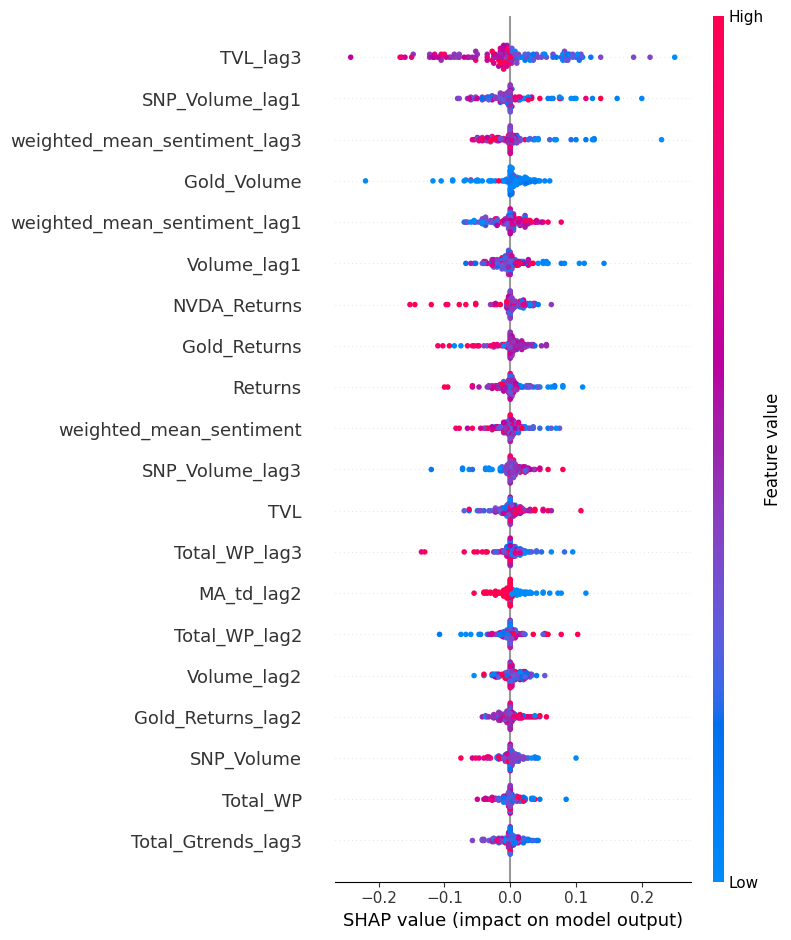 High
TVL_lag3
SNP_Volume_lag1
weighted_mean_sentiment_lag3
Gold_Volume
weighted_mean_sentiment_lag1
Volume_lag1
NVDA_Returns
Gold_Returns
Returns
weighted_mean_sentiment
SNP_Volume_lag3
TVL
Total_WP_lag3
MA_td_lag2
Total_WP_lag2
Volume_lag2
Gold_Returns_lag2
SNP_Volume
Total_WP
Total_Gtrends_lag3
Feature value
Low
−0.2 −0.1 0.0 0.1 0.2
SHAP value (impact on model output)